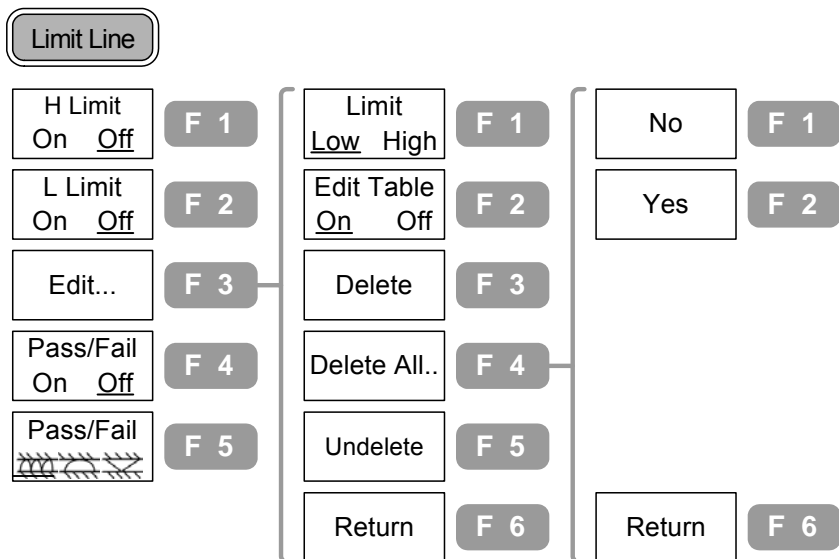 Limit Line
H Limit
On Off
F 1
L Limit
On Off
F 2
Edit...
F 3
Pass/Fail
On Off
F 4
Pass/Fail
F 5
Limit
Low High
F 1
Edit Table
On Off
F 2
Delete
F 3
Delete All..
F 4
Undelete
F 5
Return
F 6
No
F 1
Yes
F 2
Return
F 6